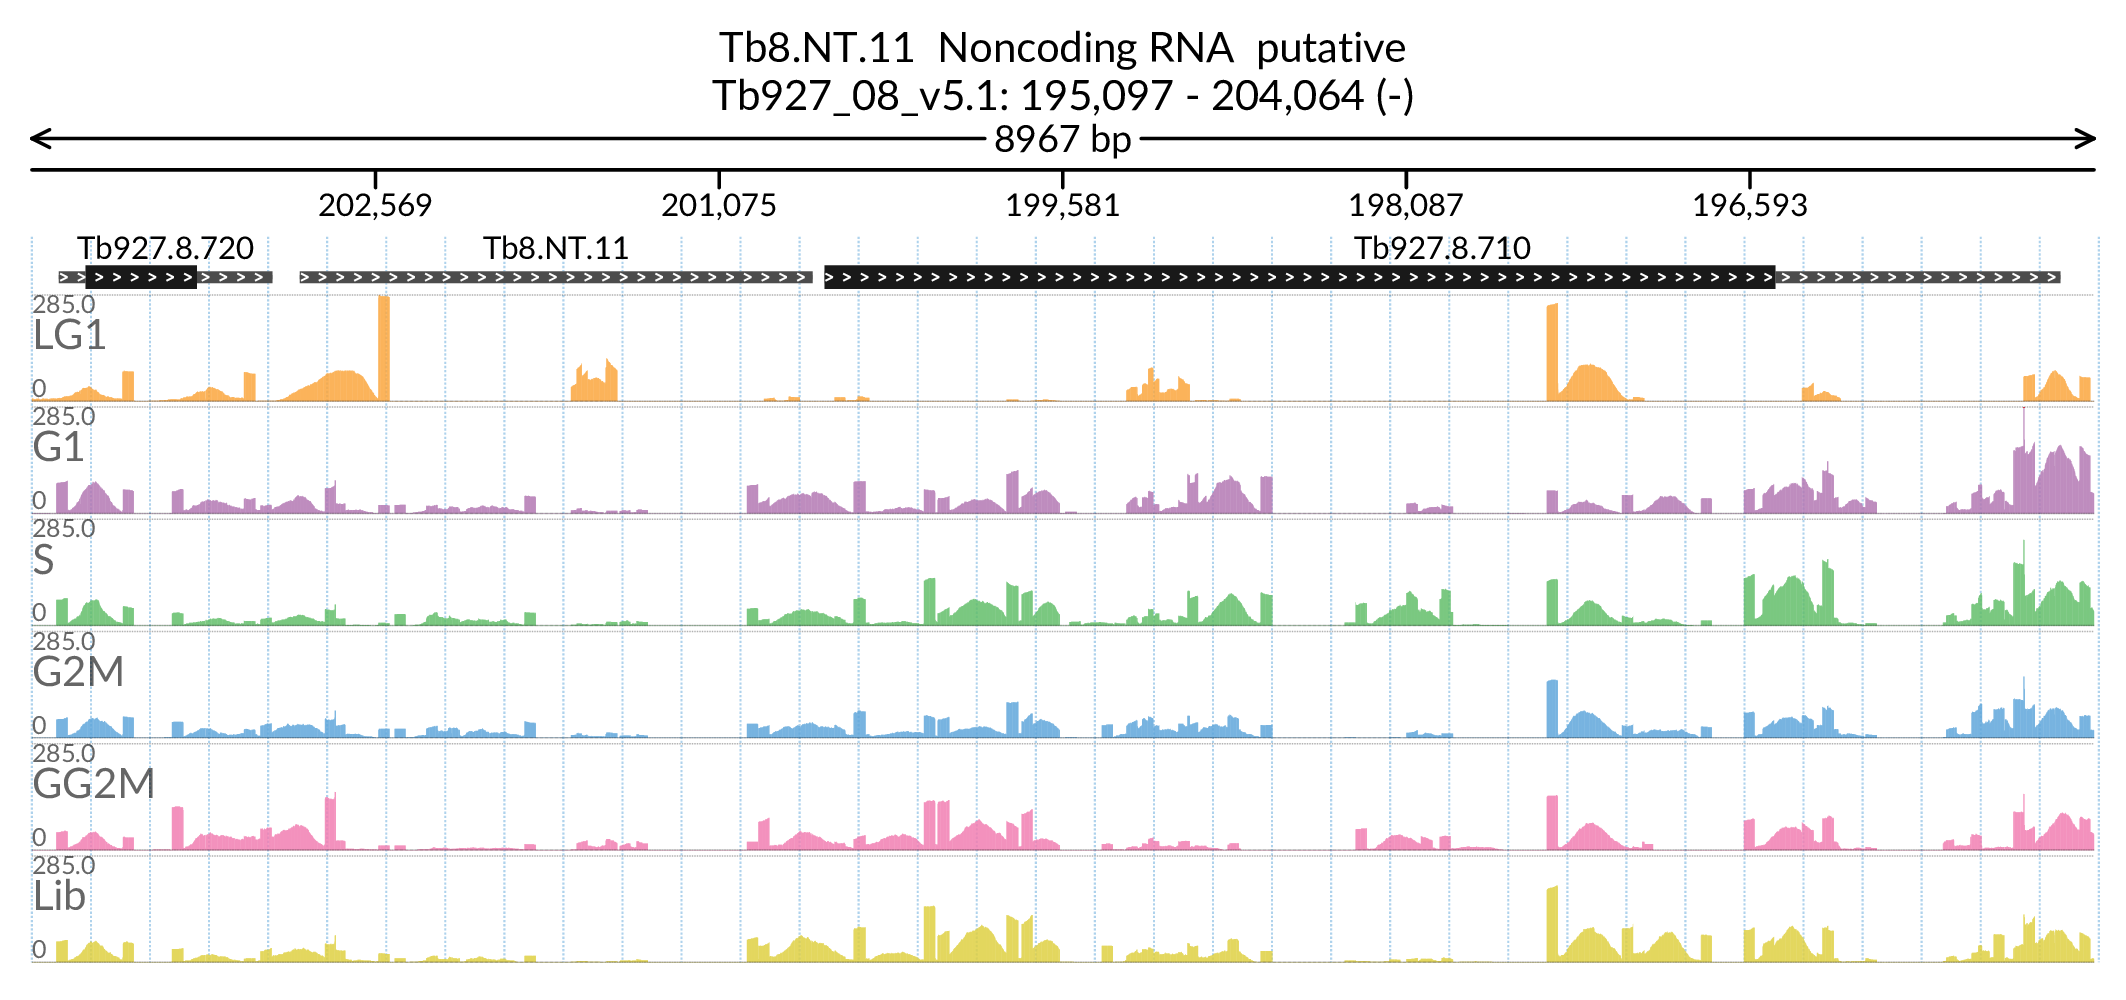 Tb8.NT.11 Noncoding RNA putative
Tb927_08_v5.1: 195,097 - 204,064 (-)
8967 bp
202,569 201,075 199,581 198,087 196,593
Tb927.8.720 Tb8.NT.11 Tb927.8.710
285.0
LG1
0
285.0
G1
0
285.0
S
0
285.0
G2M
0
285.0
GG2M
0
285.0
Lib
0